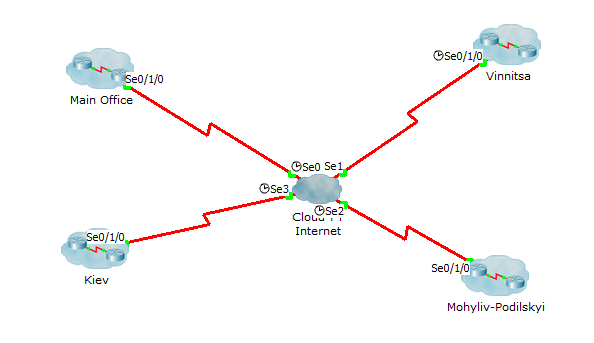 Se0/1/0
Main Office
Se0/1/0
Vinnitsa
Se0
Se1
Se3
Se2
Internet
Se0/1/0
Kiev
Se0/1/0
Mohyliv-Podilskyi